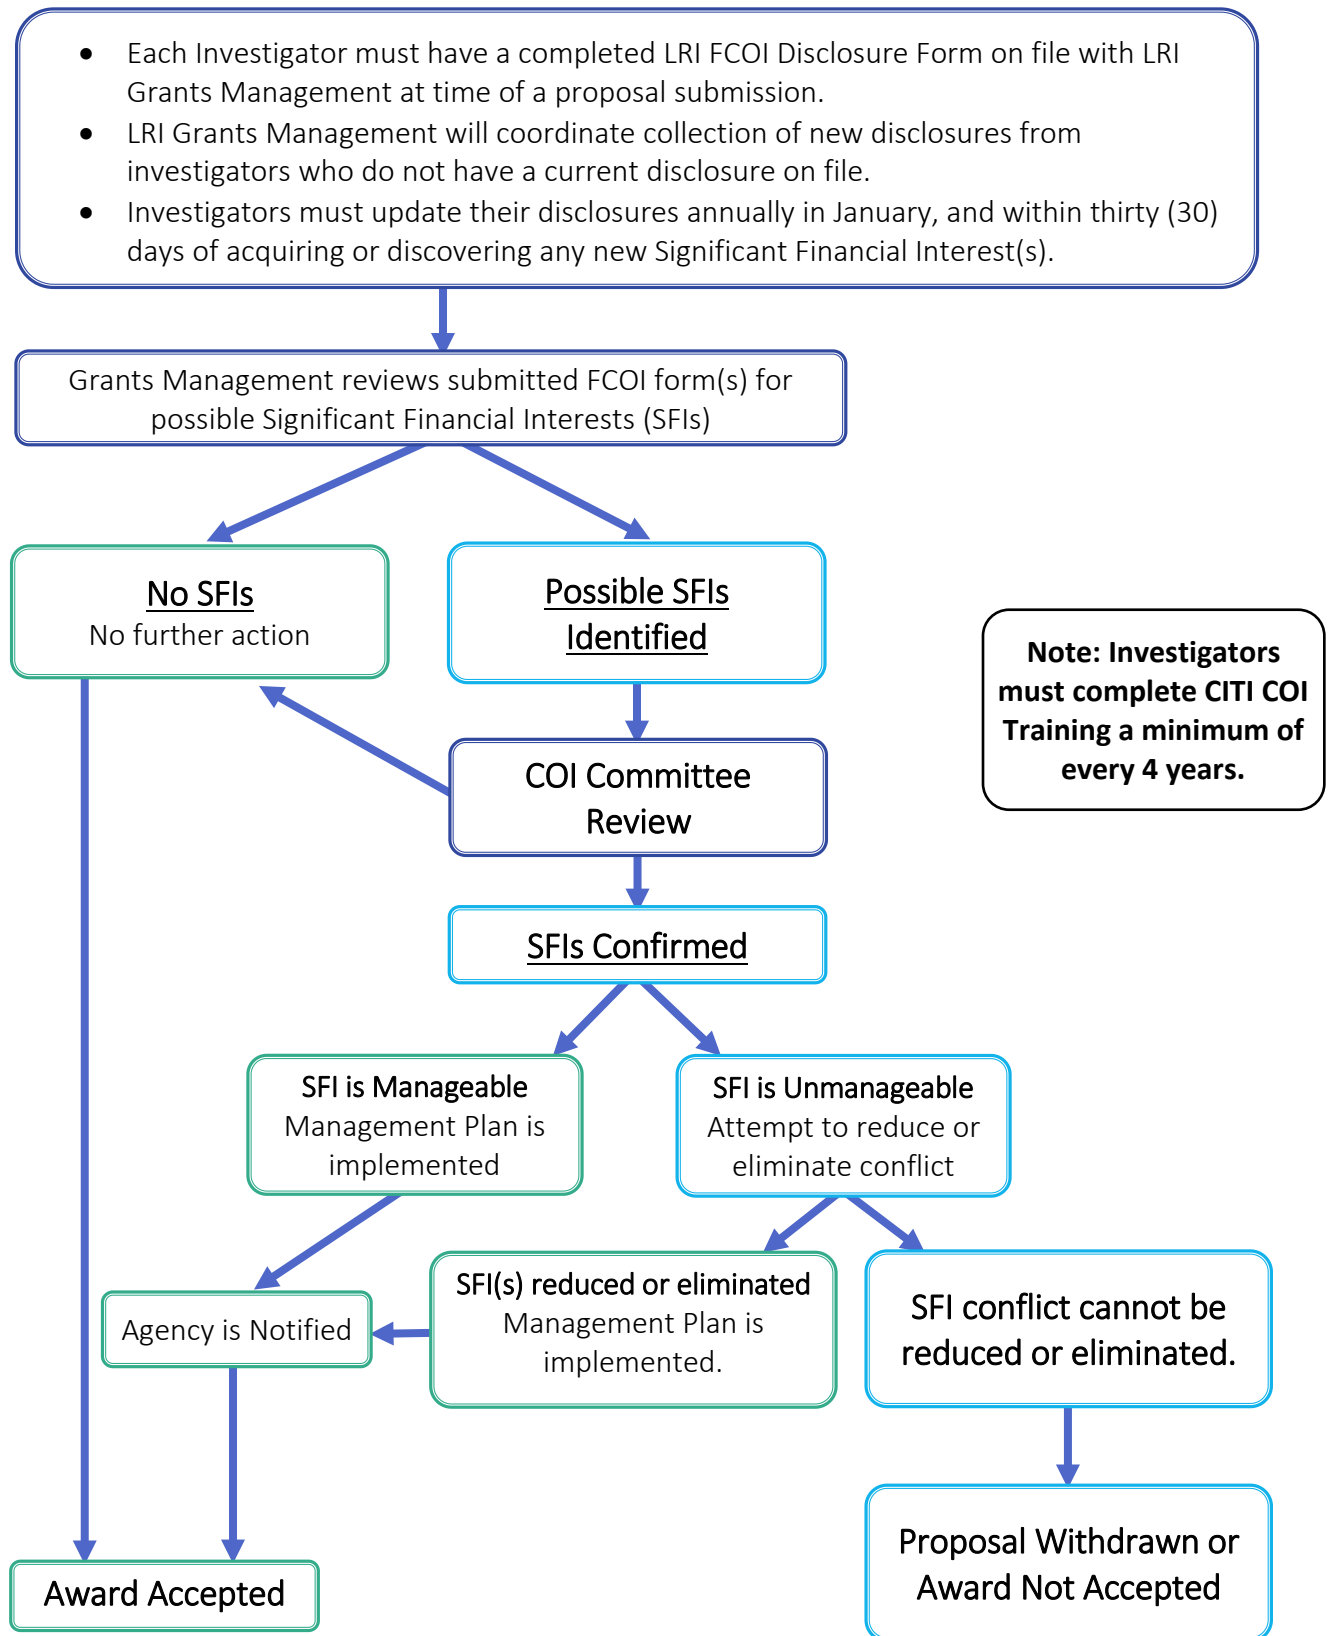 • Each Investigator must have a completed LRI FCOI Disclosure Form on file with LRI
Grants Management at time of a proposal submission.
• LRI Grants Management will coordinate collection of new disclosures from
investigators who do not have a current disclosure on file.
• Investigators must update their disclosures annually in January, and within thirty (30)
days of acquiring or discovering any new Significant Financial Interest(s).
Grants Management reviews submitted FCOI form(s) for
possible Significant Financial Interests (SFIs)
No SFIs
No further action
Possible SFIs
Identified
Note: Investigators
must complete CITI COI
Training a minimum of
every 4 years.
COI Committee
Review
SFIs Confirmed
SFI is Manageable
Management Plan is
implemented
SFI is Unmanageable
Attempt to reduce or
eliminate conflict
Agency is Notified
SFI(s) reduced or eliminated
Management Plan is
implemented.
SFI conflict cannot be
reduced or eliminated.
Award Accepted
Proposal Withdrawn or
Award Not Accepted